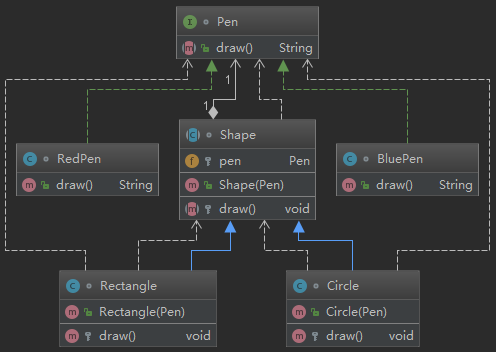 Pen
draw() String
1
1
Shape
pen Pen
Shape(Pen)
draw() void
RedPen
draw() String
BluePen
draw() String
Rectangle
Rectangle(Pen)
draw() void
Circle
Circle(Pen)
draw() void